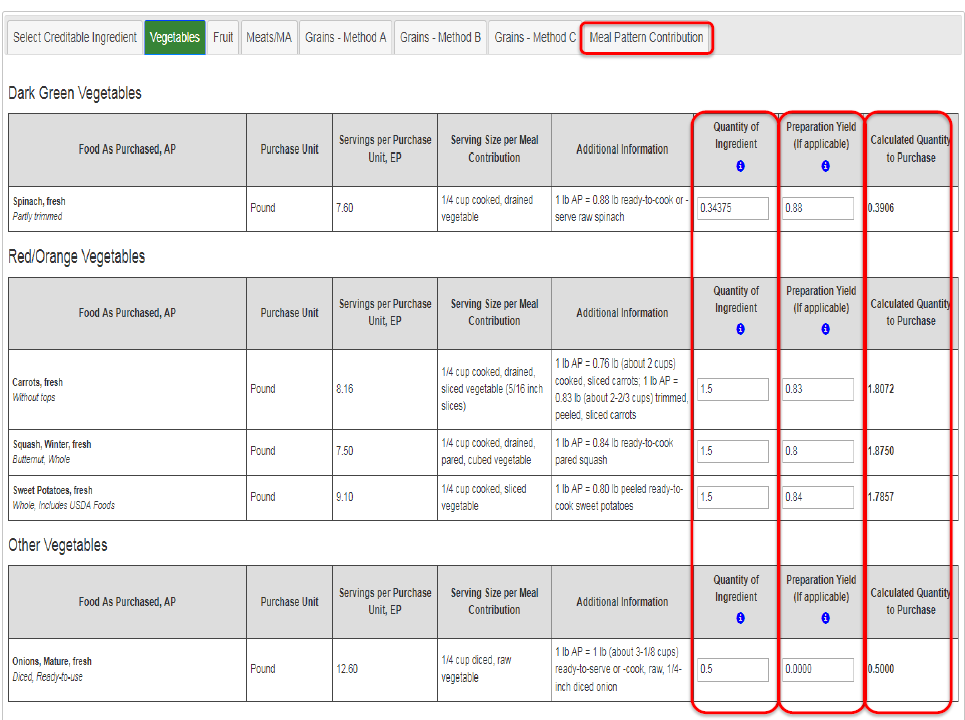 Select Creditable Ingredient Vegetables Fruit Meats/MA Grains - Method A Grains - Method B Grains - Method C Meal Pattern Contribution
Dark Green Vegetables
Food As Purchased, AP Purchase Unit Servings per Purchase Unit, EP Serving Size per Meal Contribution Additional Information Quantity of Ingredient Preparation Yield (If applicable) Calculated Quantity to Purchase
Spinach, fresh
Partly trimmed
Pound
7.60
1/4 cup cooked, drained
vegetable
1 lb AP = 0.88 lb ready-to-cook or -
serve raw spinach
0.34375
0.88
0.3906
Red/Orange Vegetables
Food As Purchased, AP Purchase Unit Servings per Purchase Unit, EP Serving Size per Meal Contribution Additional Information Quantity of Ingredient Preparation Yield (If applicable) Calculated Quantity to Purchase
Carrots, fresh
Without tops
Pound
8.16
1/4 cup cooked, drained,
sliced vegetable (5/16 inch
slices)
1 lb AP = 0.76 lb (about 2 cups)
cooked, sliced carrots; 1 lb AP =
0.83 lb (about 2-2/3 cups) trimmed,
peeled, sliced carrots
1.5
0.83
1.8072
Squash, Winter, fresh
Butternut, Whole
Pound
7.50
1/4 cup cooked, drained,
pared, cubed vegetable
1 lb AP = 0.84 lb ready-to-cook
pared squash
1.5
0.8
1.8750
Sweet Potatoes, fresh
Whole, Includes USDA Foods
Pound
9.10
1/4 cup cooked, sliced
vegetable
1 lb AP = 0.80 lb peeled ready-to-
cook sweet potatoes
1.5
0.84
1.7857
Other Vegetables
Food As Purchased, AP Purchase Unit Servings per Purchase Unit, EP Serving Size per Meal Contribution Additional Information Quantity of Ingredient Preparation Yield (If applicable) Calculated Quantity to Purchase
Onions, Mature, fresh
Diced, Ready-to-use
Pound
12.60
1/4 cup diced, raw
vegetable
1 lb AP = 1 lb (about 3-1/8 cups)
ready-to-serve or -cook, raw, 1/4-
inch diced onion
0.5
0.0000
0.5000